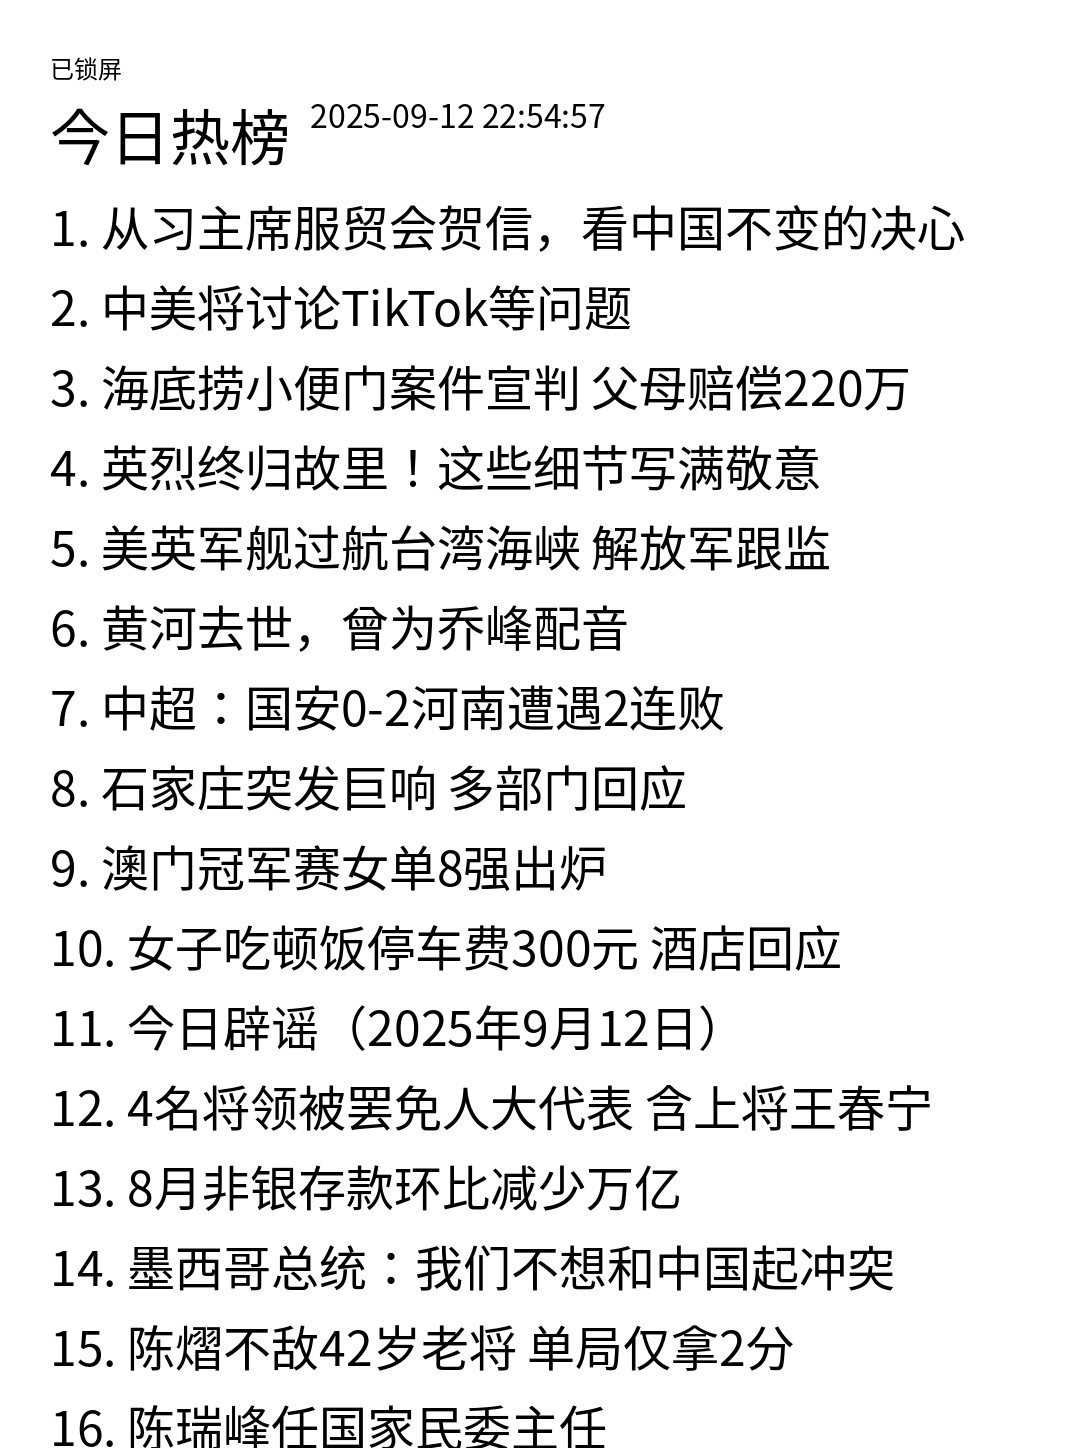 已锁屏
今日热榜 2025-09-12 22:54:57
1. 从习主席服贸会贺信，看中国不变的决心
2. 中美将讨论TikTok等问题
3. 海底捞小便门案件宣判 父母赔偿220万
4. 英烈终归故里！这些细节写满敬意
5. 美英军舰过航台湾海峡 解放军跟监
6. 黄河去世，曾为乔峰配音
7. 中超：国安0-2河南遭遇2连败
8. 石家庄突发巨响 多部门回应
9. 澳门冠军赛女单8强出炉
10. 女子吃顿饭停车费300元 酒店回应
11. 今日辟谣（2025年9月12日）
12. 4名将领被罢免人大代表 含上将王春宁
13. 8月非银存款环比减少万亿
14. 墨西哥总统：我们不想和中国起冲突
15. 陈熠不敌42岁老将 单局仅拿2分
16. 陈瑞峰任国家民委主任